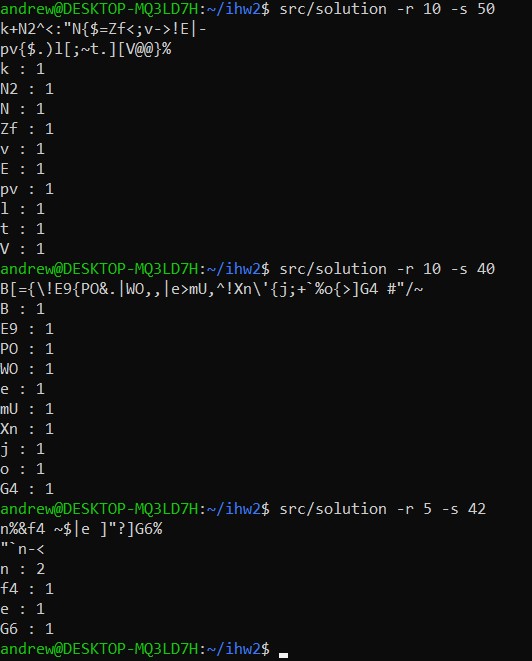 andrew@DESKTOP-MQ3LD7H:~/ihw2$ src/solution -r 10 -s 50
k+N2^<:"N{$=Zf<;v->!E|-
pv{$.)l[;~t.][V@@}%
k : 1
N2 : 1
N : 1
Zf : 1
v : 1
E : 1
pv : 1
l : 1
t : 1
V : 1
andrew@DESKTOP-MQ3LD7H:~/ihw2$ src/solution -r 10 -s 40
B[={\!E9{PO&.|WO,,|e>mU,^!Xn\'{j;+`%o{>]G4 #"/~
B : 1
E9 : 1
PO : 1
WO : 1
e : 1
mU : 1
Xn : 1
j : 1
o : 1
G4 : 1
andrew@DESKTOP-MQ3LD7H:~/ihw2$ src/solution -r 5 -s 42
n%&f4 ~$|e ]"?]G6%
"`n-<
n : 2
f4 : 1
e : 1
G6 : 1
andrew@DESKTOP-MQ3LD7H:~/ihw2$